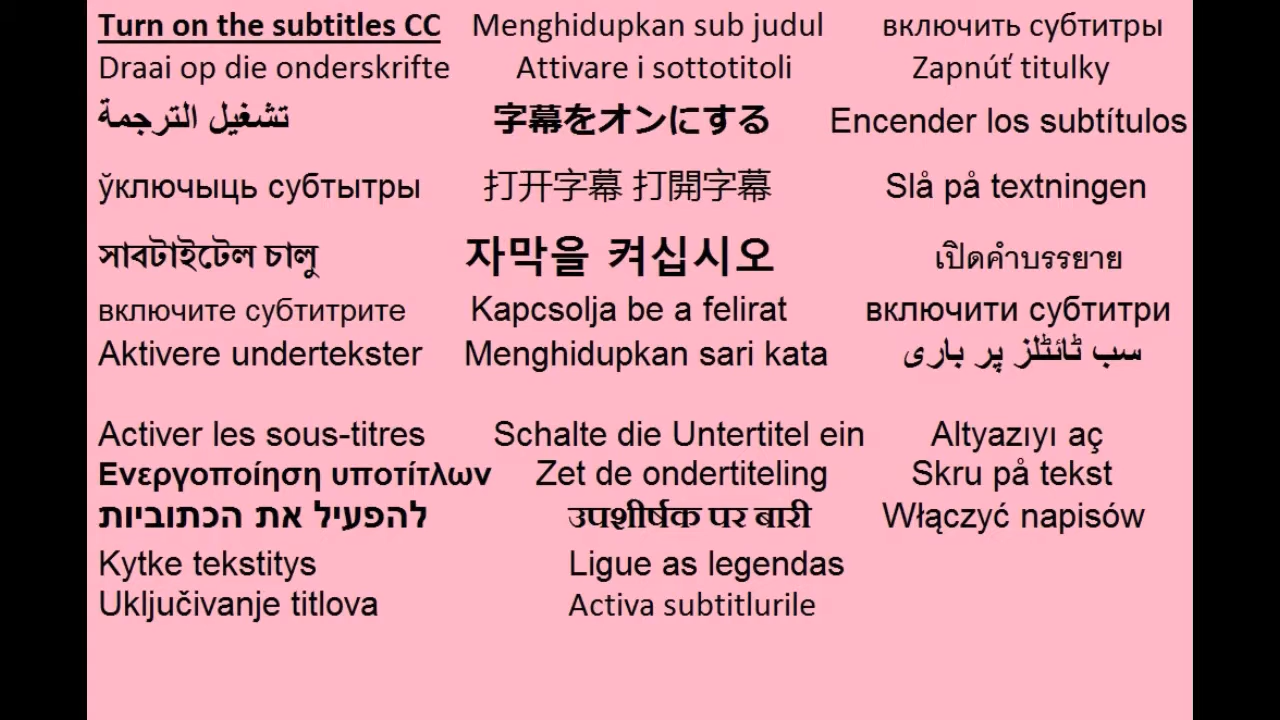 Turn on the subtitles CC Menghidupkan sub judul включить субтитры
Draai op die onderskrifte Attivare i sottotitoli Zapnúť titulky
تشغيل الترجمة 字幕をオンにする Encender los subtítulos
ўключыць субтытры 打开字幕 打開字幕 Slå på textningen
সাবটাইটেল চালু 자막을 켜십시오 เปิดคำบรรยาย
включите субтитрите Kapcsolja be a felirat включити субтитри
Aktivere undertekster Menghidupkan sari kata سب ٹائٹلز پر باری
Activer les sous-titres Schalte die Untertitel ein Altyazıyı aç
Ενεργοποίηση υποτίτλων Zet de ondertiteling Skru på tekst
להפעיל את הכתוביות उपशीर्षक पर बारी Włączyć napisów
Kytke tekstitys Ligue as legendas
Uključivanje titlova Activa subtitlurile